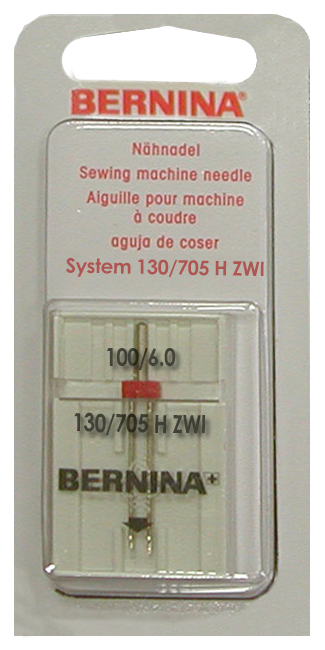 BERNINA®
Nähnadel
Sewing machine needle
Aiguille pour machine
à coudre
aguja de coser
System 130/705 H ZWI
100/6.0
130/705 H ZWI
BERNINA+